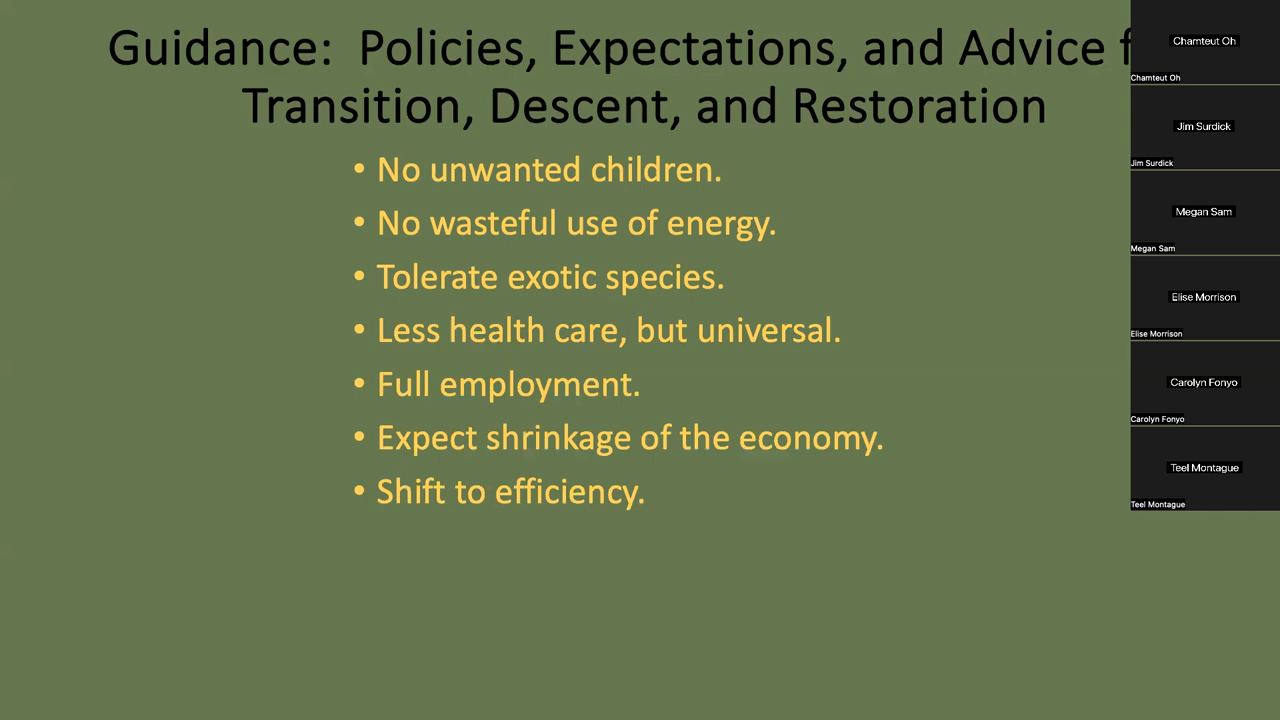 Guidance: Policies, Expectations, and Advice f
Transition, Descent, and Restoration
• No unwanted children.
• No wasteful use of energy.
• Tolerate exotic species.
• Less health care, but universal.
• Full employment.
• Expect shrinkage of the economy.
• Shift to efficiency.
Chamteut Oh
Chamteut Oh
Jim Surdick
Jim Surdick
Megan Sam
Megan Sam
Elise Morrison
Elise Morrison
Carolyn Fonyo
Carolyn Fonyo
Teel Montague
Teel Montague